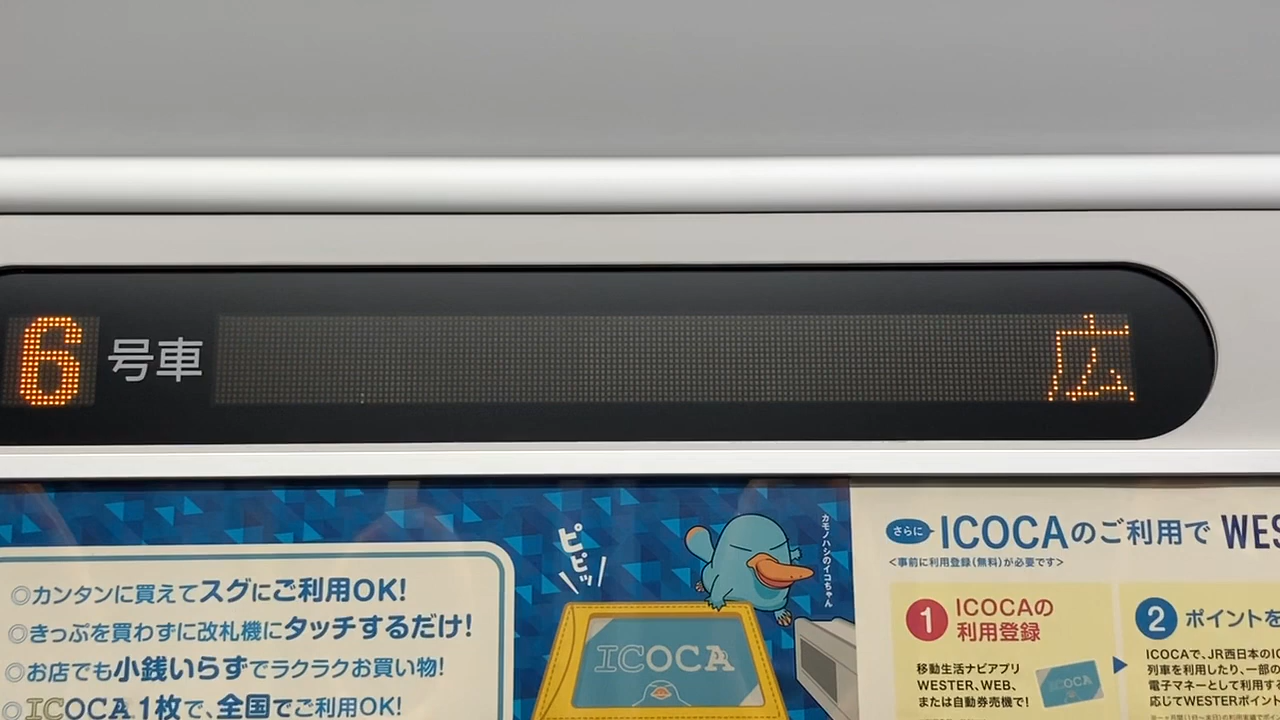 6 号車 広
ピピッ!
カモノハシのイコちゃん
◎カンタンに買えてスグにご利用OK!
◎きっぷを買わずに改札機にタッチするだけ!
◎お店でも小銭いらずでラクラクお買い物!
◎ICOCA 1枚で、全国でご利用OK!
ICOCA
さらに ICOCAのご利用で WES
<事前に利用登録(無料)が必要です>
1 ICOCAの
利用登録
移動生活ナビアプリ
WESTER、WEB、
または自動券売機で!
ICOCA
2 ポイントを
ICOCAで、JR西日本のIC
列車を利用したり、一部の
電子マネーとして利用する
応じてWESTERポイント